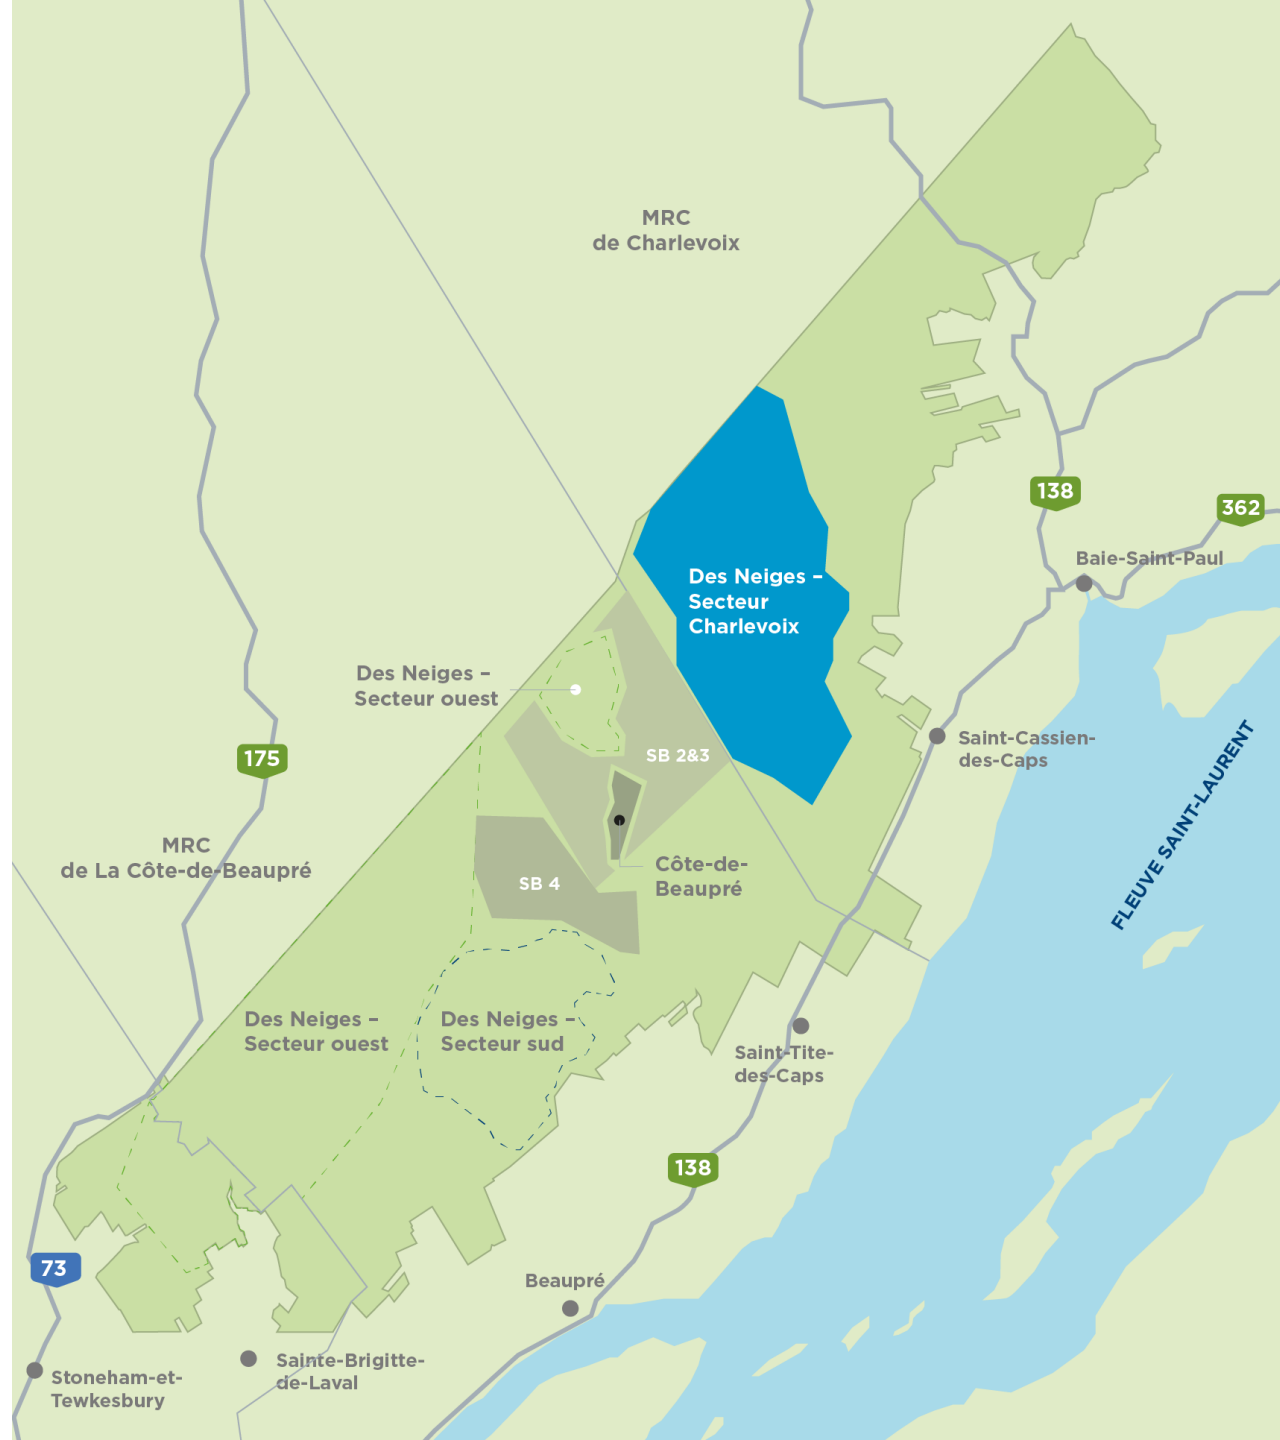 MRC
de Charlevoix
138
362
Baie-Saint-Paul
Des Neiges –
Secteur
Charlevoix
Des Neiges –
Secteur ouest
175
SB 2&3
Saint-Cassien-
des-Caps
FLEUVE SAINT-LAURENT
MRC
de La Côte-de-Beaupré
Côte-de-
Beaupré
SB 4
Des Neiges –
Secteur ouest
Des Neiges –
Secteur sud
Saint-Tite-
des-Caps
138
73
Beaupré
Sainte-Brigitte-
de-Laval
Stoneham-et-
Tewkesbury